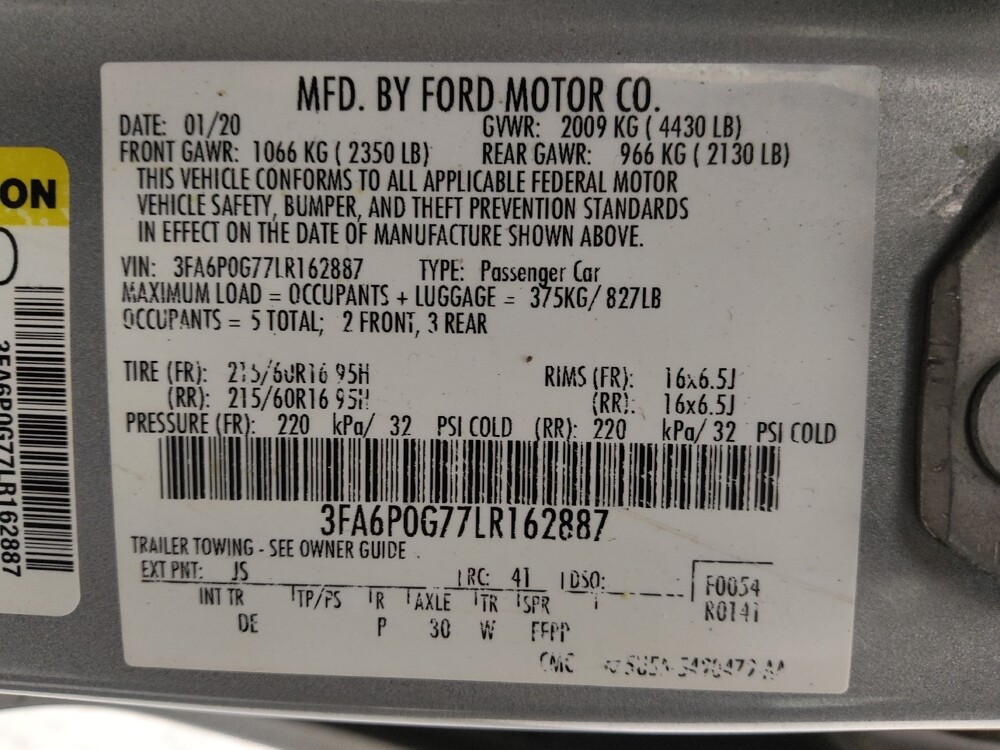 MFD. BY FORD MOTOR CO.
DATE: 01/20 GVWR: 2009 KG ( 4430 LB)
FRONT GAWR: 1066 KG ( 2350 LB) REAR GAWR: 966 KG ( 2130 LB)
THIS VEHICLE CONFORMS TO ALL APPLICABLE FEDERAL MOTOR
VEHICLE SAFETY, BUMPER, AND THEFT PREVENTION STANDARDS
IN EFFECT ON THE DATE OF MANUFACTURE SHOWN ABOVE.
VIN: 3FA6P0G77LR162887 TYPE: Passenger Car
MAXIMUM LOAD = OCCUPANTS + LUGGAGE = 375KG/ 827LB
OCCUPANTS = 5 TOTAL; 2 FRONT, 3 REAR
TIRE (FR): 215/60R16 95H RIMS (FR): 16x6.5J
(RR): 215/60R16 95H (RR): 16x6.5J
PRESSURE (FR): 220 kPa/ 32 PSI COLD (RR): 220 kPa/ 32 PSI COLD
3FA6P0G77LR162887
TRAILER TOWING - SEE OWNER GUIDE
EXT PNT: JS RC: 41 DSO: F0054
INT TR TP/PS R AXLE TR SPR R0141
DE P 30 W FFPP
CMC
ON
3FA6P0G77LR162887